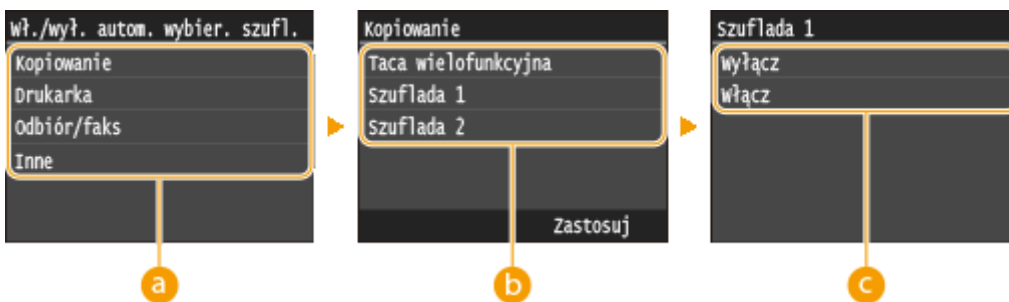 Wł./wył. autom. wybier. szufl.
Kopiowanie
Drukarka
Odbiór/faks
Inne
a
Kopiowanie
Taca wielofunkcyjna
Szuflada 1
Szuflada 2
Zastosuj
b
Szuflada 1
Wyłącz
Włącz
c